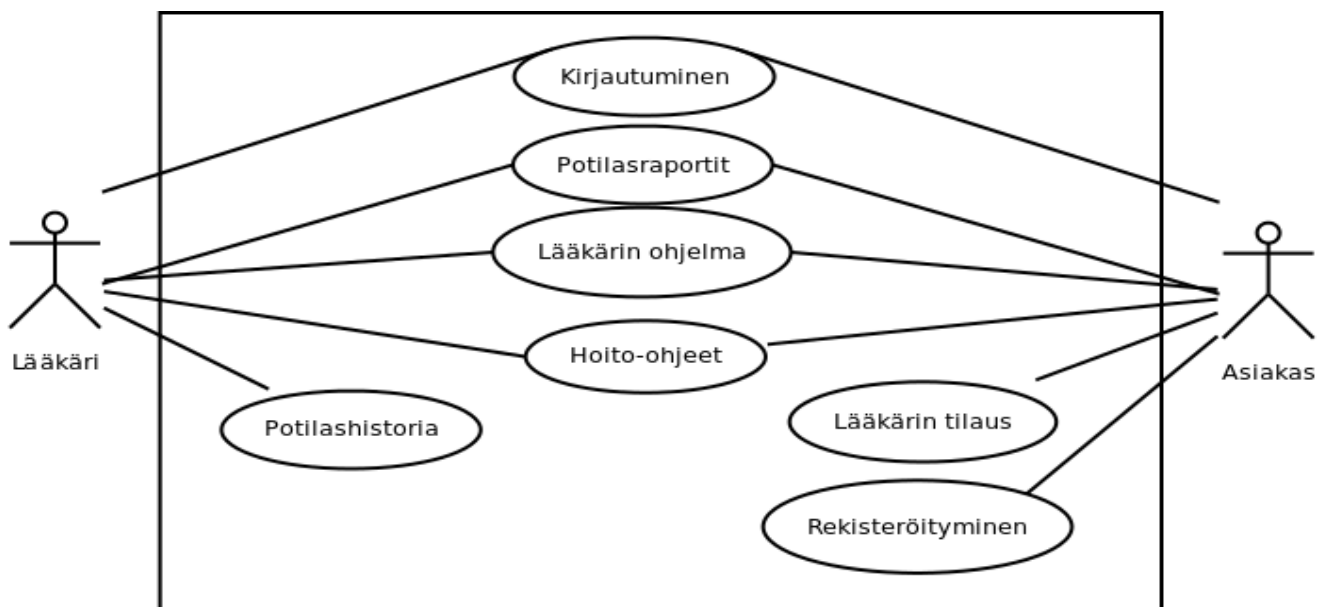 Kirjautuminen
Potilasraportit
Lääkärin ohjelma
Hoito-ohjeet
Lääkäri
Asiakas
Potilashistoria
Lääkärin tilaus
Rekisteröityminen